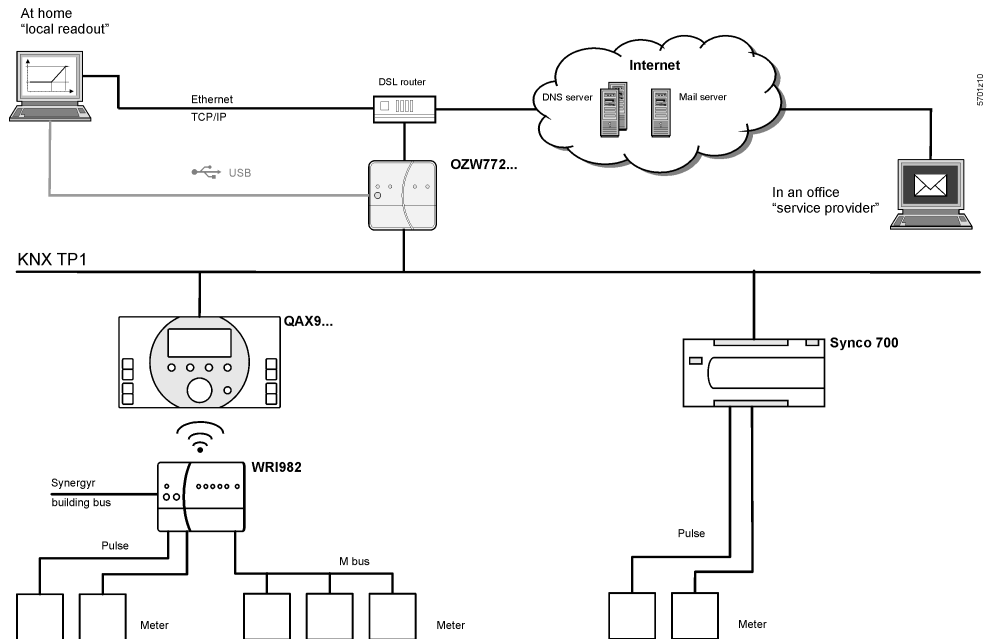 At home
“local readout”
DSL router
Ethernet
TCP/IP
Internet
DNS server
Mail server
5701z10
USB
OZW772...
In an office
“service provider”
KNX TP1
QAX9...
Synco 700
WRI982
Synergyr
building bus
Pulse
M bus
Pulse
Meter
Meter
Meter